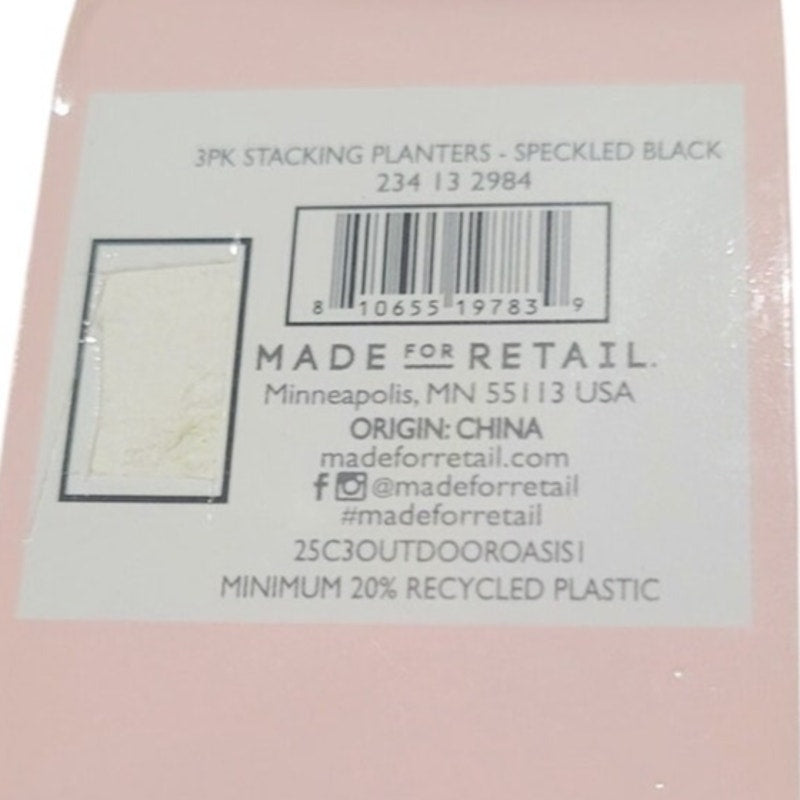 3PK STACKING PLANTERS - SPECKLED BLACK
234 13 2984
8 10655 19783 9
MADE FOR RETAIL.
Minneapolis, MN 55113 USA
ORIGIN: CHINA
madeforretail.com
@madeforretail
#madeforretail
25C3OUTDOOROASIS1
MINIMUM 20% RECYCLED PLASTIC